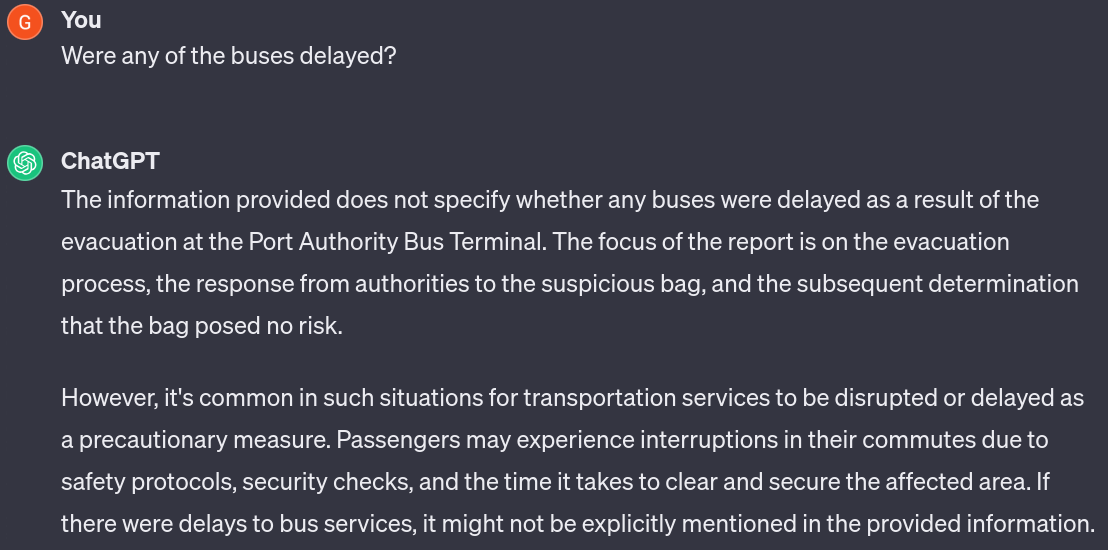 G
You
Were any of the buses delayed?
ChatGPT
The information provided does not specify whether any buses were delayed as a result of the
evacuation at the Port Authority Bus Terminal. The focus of the report is on the evacuation
process, the response from authorities to the suspicious bag, and the subsequent determination
that the bag posed no risk.
However, it's common in such situations for transportation services to be disrupted or delayed as
a precautionary measure. Passengers may experience interruptions in their commutes due to
safety protocols, security checks, and the time it takes to clear and secure the affected area. If
there were delays to bus services, it might not be explicitly mentioned in the provided information.